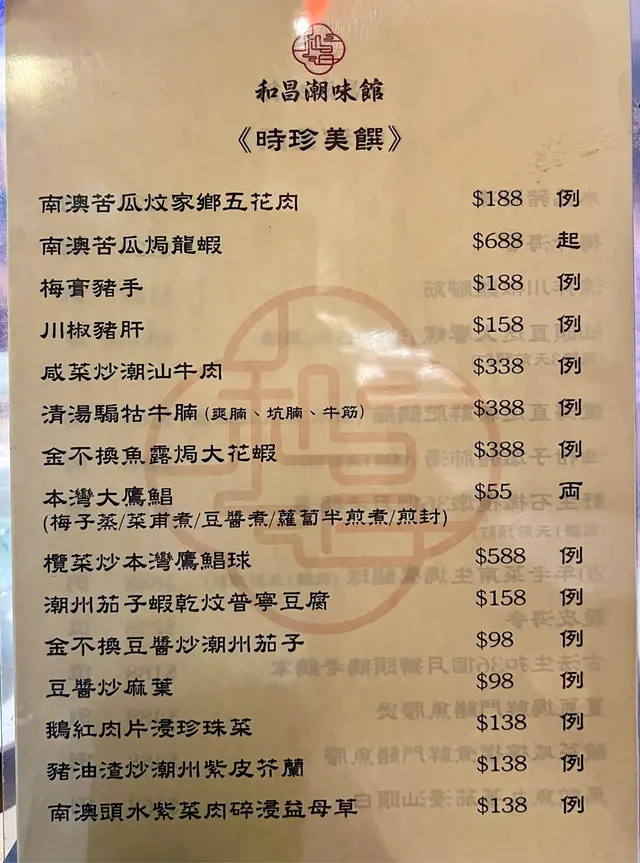 和昌潮味館
《時珍美饌》
南澳苦瓜炆家鄉五花肉 $188 例
南澳苦瓜焗龍蝦 $688 起
梅膏豬手 $188 例
川椒豬肝 $158 例
咸菜炒潮汕牛肉 $338 例
清湯騸牯牛腩 (爽腩、坑腩、牛筋) $388 例
金不換魚露焗大花蝦 $388 例
本灣大鷹鯧 $55 両
(梅子蒸/菜甫煮/豆醬煮/蘿蔔半煎煮/煎封)
欖菜炒本灣鷹鯧球 $588 例
潮州茄子蝦乾炆普寧豆腐 $158 例
金不換豆醬炒潮州茄子 $98 例
豆醬炒麻葉 $98 例
鵝紅肉片浸珍珠菜 $138 例
豬油渣炒潮州紫皮芥蘭 $138 例
南澳頭水紫菜肉碎浸益母草 $138 例